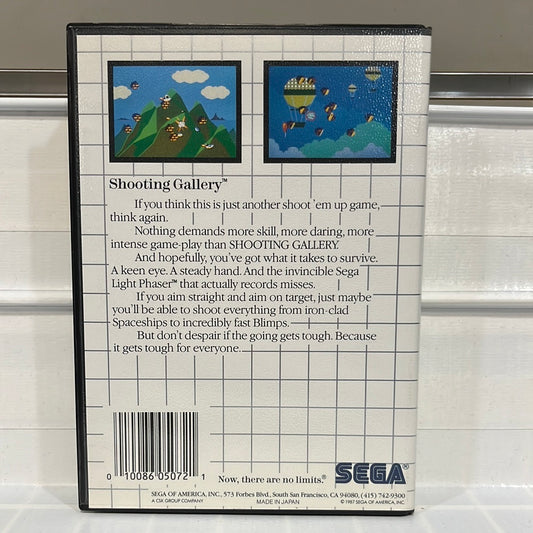 Shooting Gallery™
If you think this is just another shoot 'em up game,
think again.
Nothing demands more skill, more daring, more
intense game-play than SHOOTING GALLERY.
And hopefully, you've got what it takes to survive.
A keen eye. A steady hand. And the invincible Sega
Light Phaser™ that actually records misses.
If you aim straight and aim on target, just maybe
you'll be able to shoot everything from iron-clad
Spaceships to incredibly fast Blimps.
But don't despair if the going gets tough. Because
it gets tough for everyone.
0 10086 05072 1
Now, there are no limits.®
SEGA®
SEGA OF AMERICA, INC., 573 Forbes Blvd., South San Francisco, CA 94080, (415) 742-9300
A CSK GROUP COMPANY
MADE IN JAPAN
© 1987 SEGA OF AMERICA, INC.